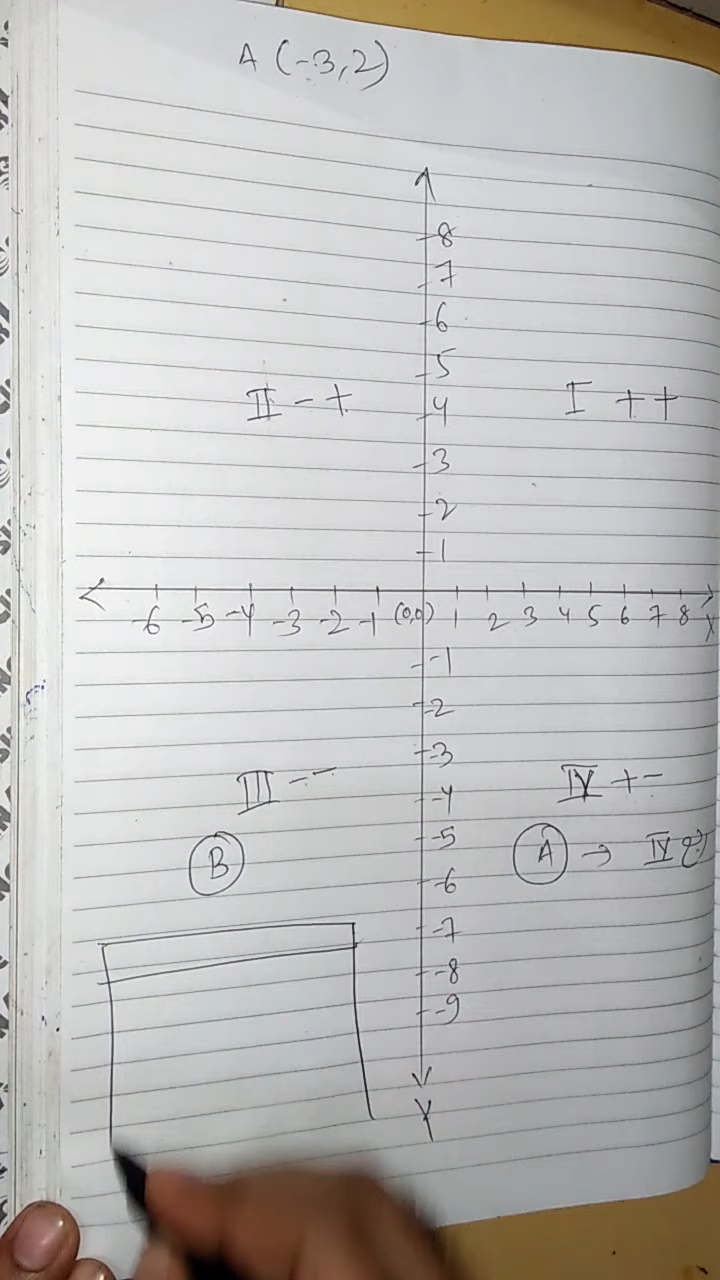 A (-3,2)
8
7
6
5
II - + 4 I + +
3
2
1
-6 -5 -4 -3 -2 -1 (0,0) 1 2 3 4 5 6 7 8 X
-1
-2
-3
III - - IV + -
-4
-5
B A → IV
-6
-7
-8
-9
Y